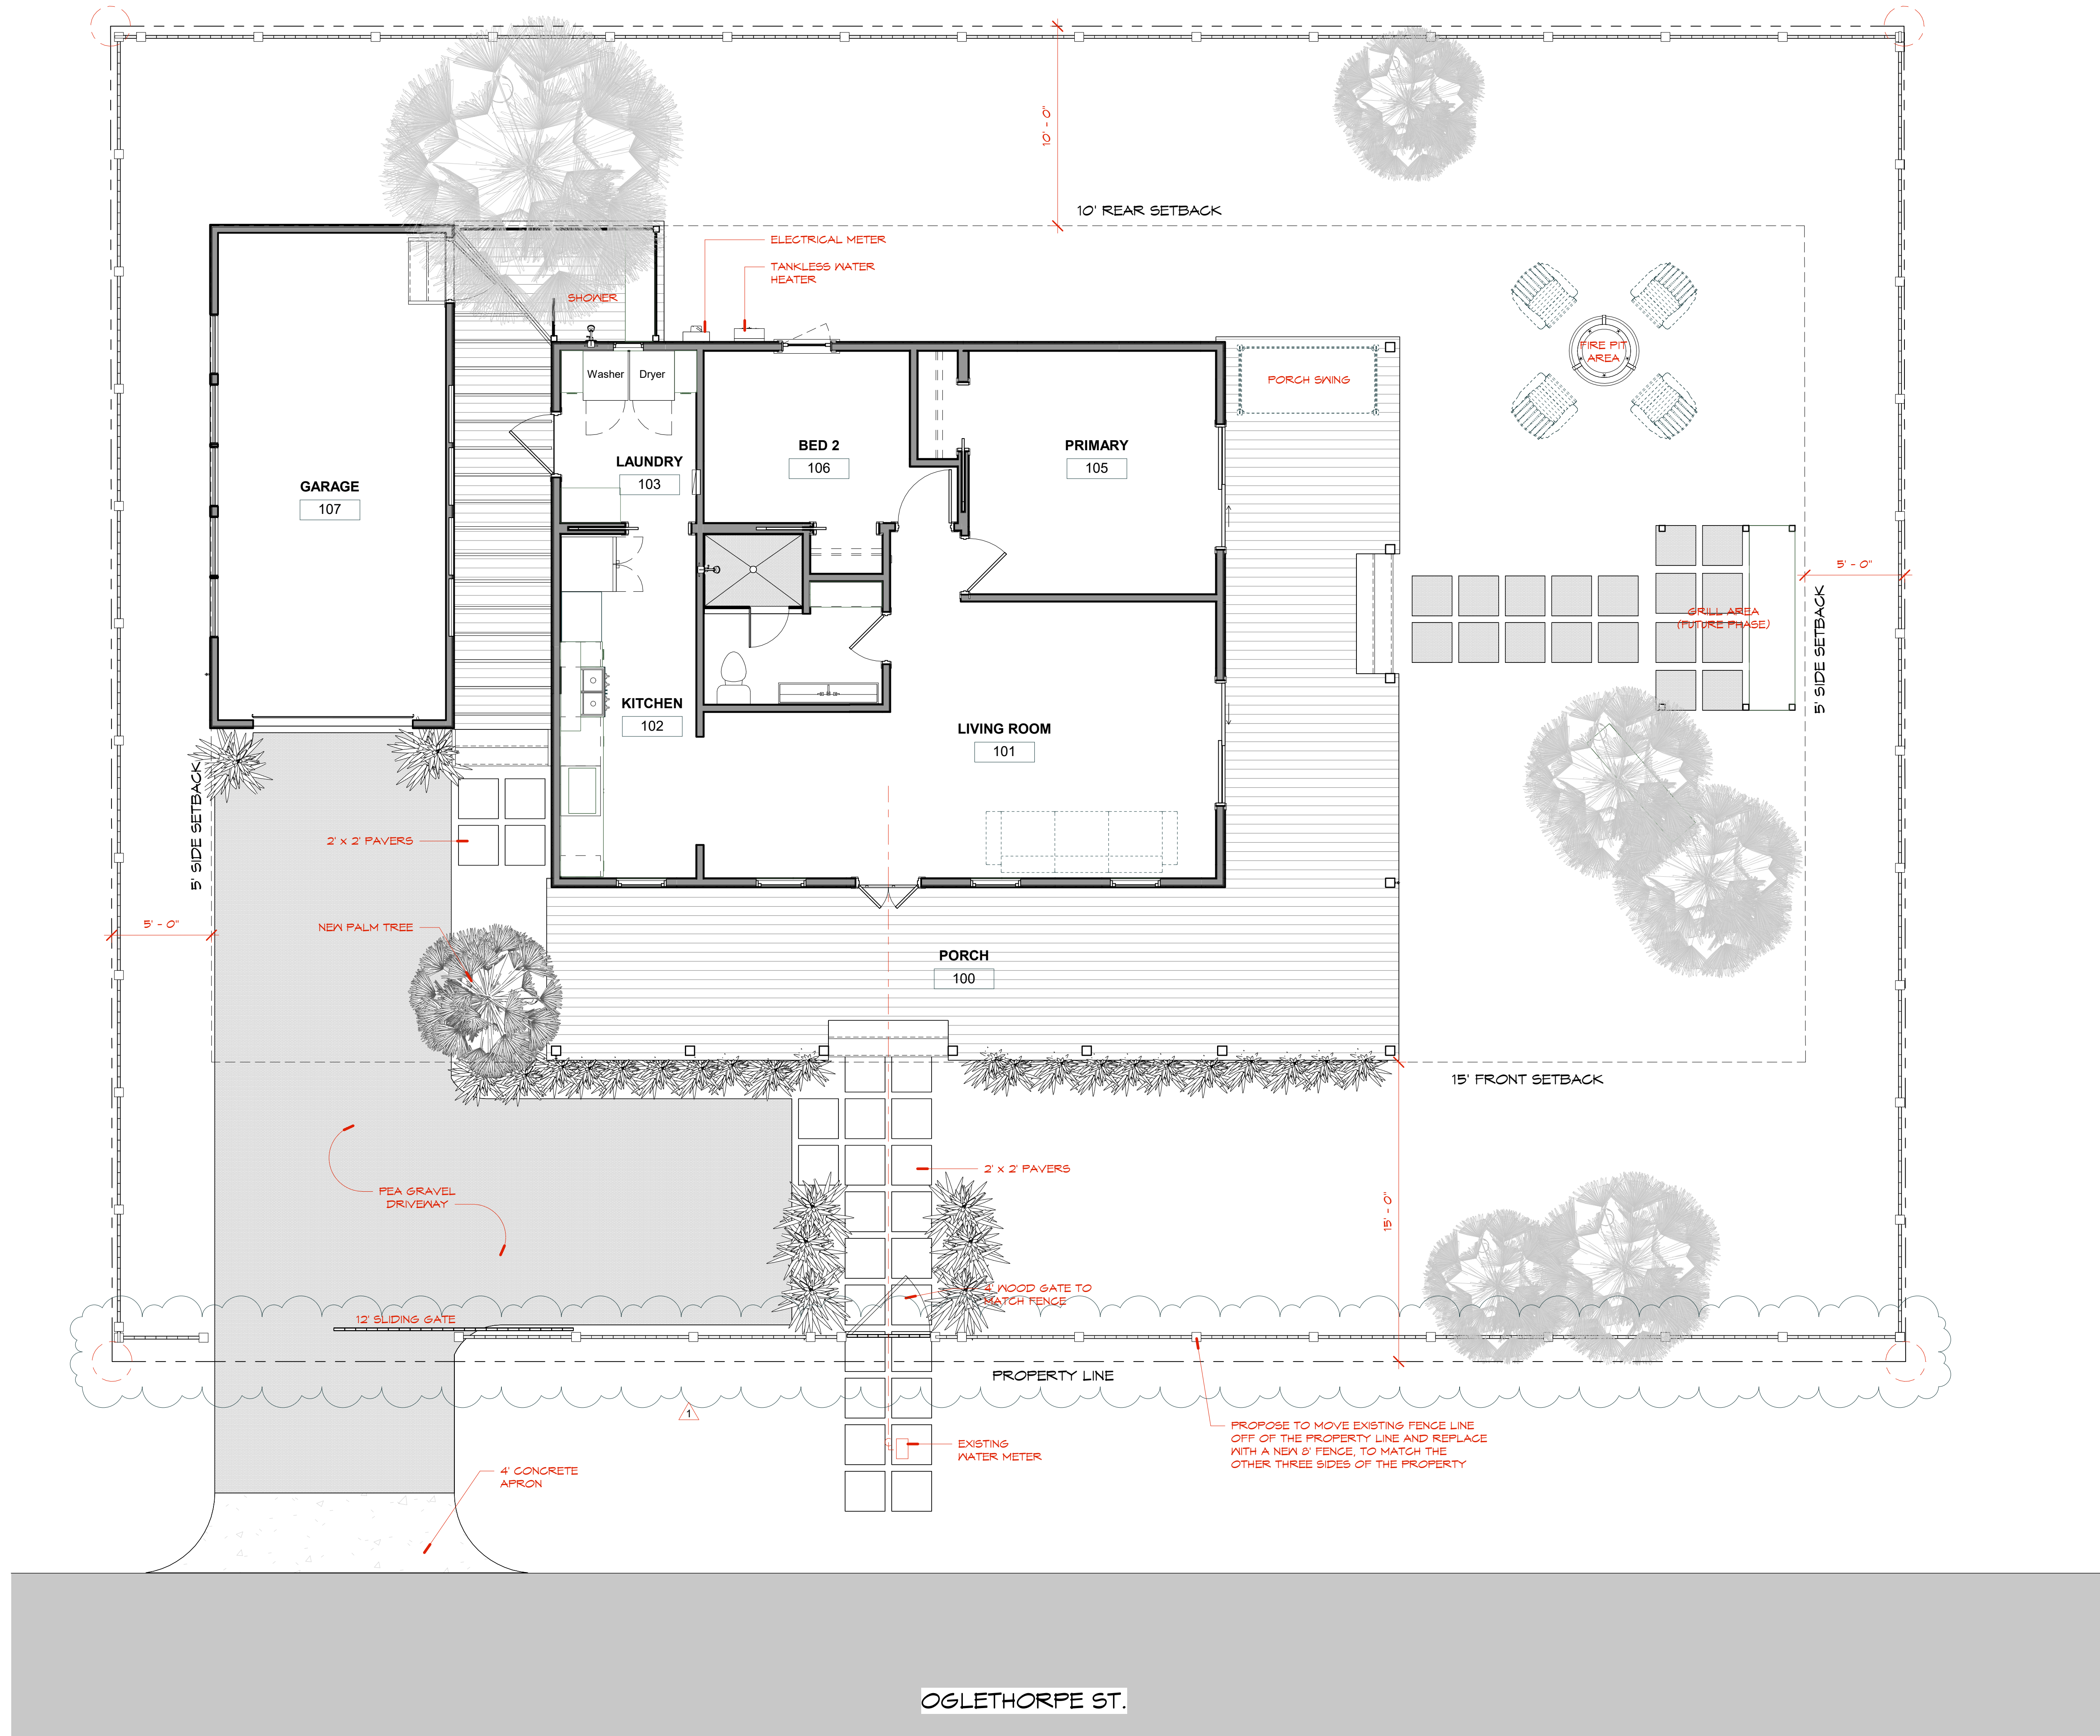 10' - 0"
10' REAR SETBACK
ELECTRICAL METER
TANKLESS WATER
HEATER
SHOWER
FIRE PIT
AREA
Washer
Dryer
PORCH SWING
BED 2
106
PRIMARY
105
LAUNDRY
103
GARAGE
107
5' - 0"
5' SIDE SETBACK
GRILL AREA
(FUTURE PHASE)
KITCHEN
102
LIVING ROOM
101
5' SIDE SETBACK
2' x 2' PAVERS
5' - 0"
NEW PALM TREE
PORCH
100
15' FRONT SETBACK
2' x 2' PAVERS
PEA GRAVEL
DRIVEWAY
15' - 0"
4' WOOD GATE TO
MATCH FENCE
12' SLIDING GATE
PROPERTY LINE
1
PROPOSE TO MOVE EXISTING FENCE LINE
OFF OF THE PROPERTY LINE AND REPLACE
WITH A NEW 8' FENCE, TO MATCH THE
OTHER THREE SIDES OF THE PROPERTY
EXISTING
WATER METER
4' CONCRETE
APRON
OGLETHORPE ST.